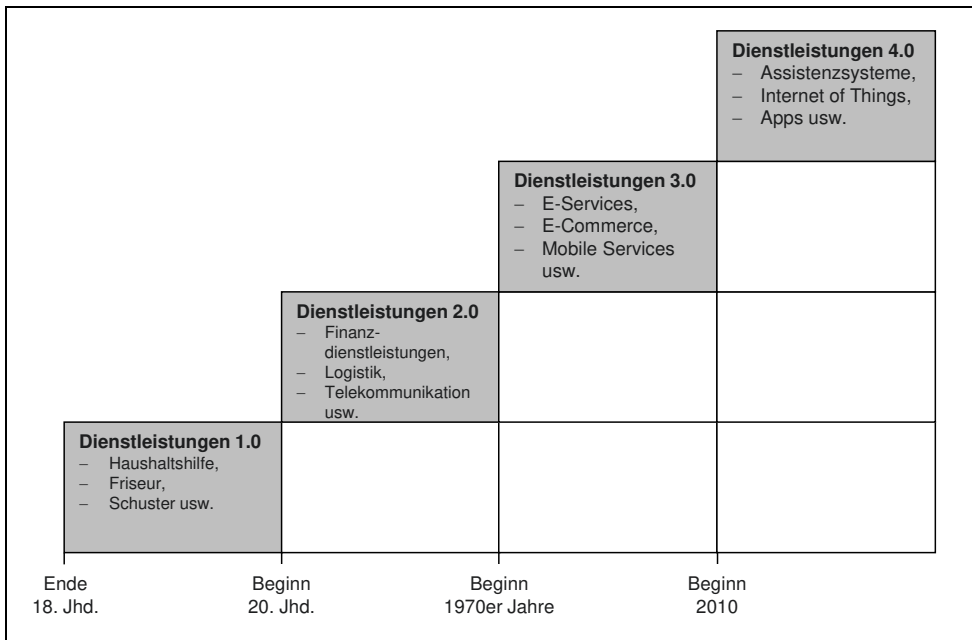 Dienstleistungen 4.0
– Assistenzsysteme,
– Internet of Things,
– Apps usw.
Dienstleistungen 3.0
– E-Services,
– E-Commerce,
– Mobile Services
usw.
Dienstleistungen 2.0
– Finanz-
dienstleistungen,
– Logistik,
– Telekommunikation
usw.
Dienstleistungen 1.0
– Haushaltshilfe,
– Friseur,
– Schuster usw.
Ende
18. Jhd.
Beginn
20. Jhd.
Beginn
1970er Jahre
Beginn
2010